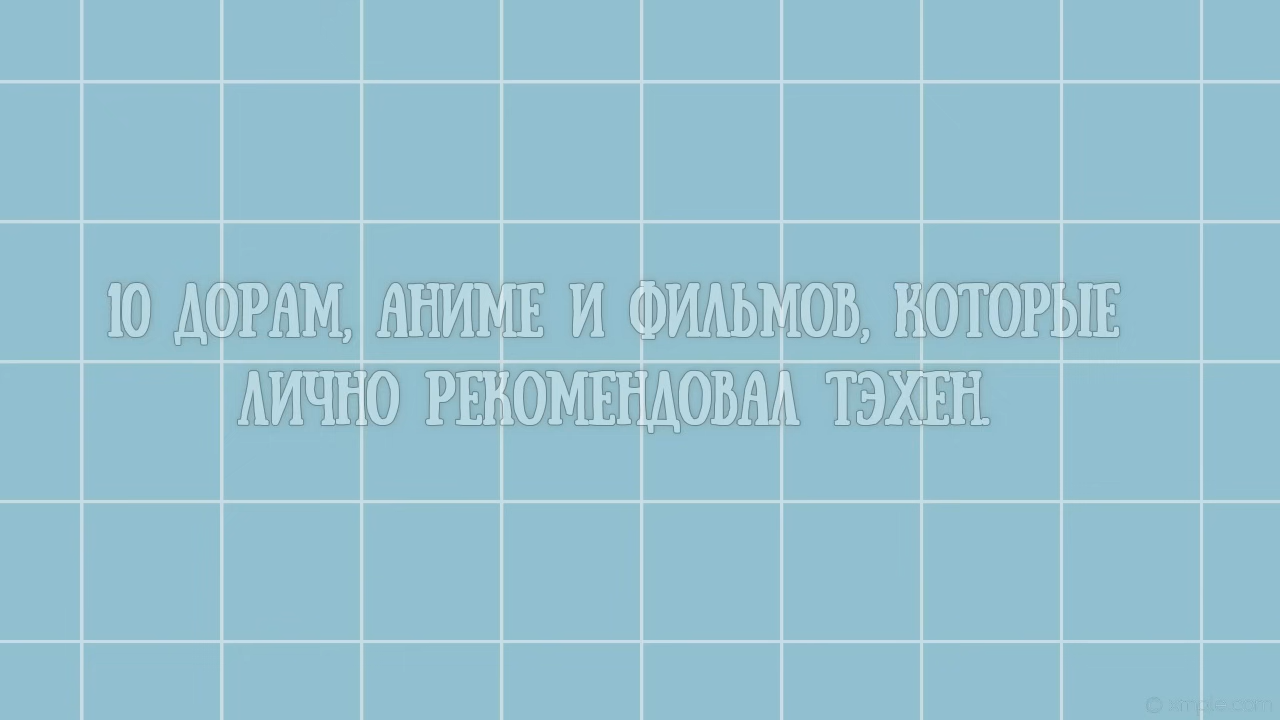 10 ДОРАМ, АНИМЕ И ФИЛЬМОВ, КОТОРЫЕ
ЛИЧНО РЕКОМЕНДОВАЛ ТЭХЕН.